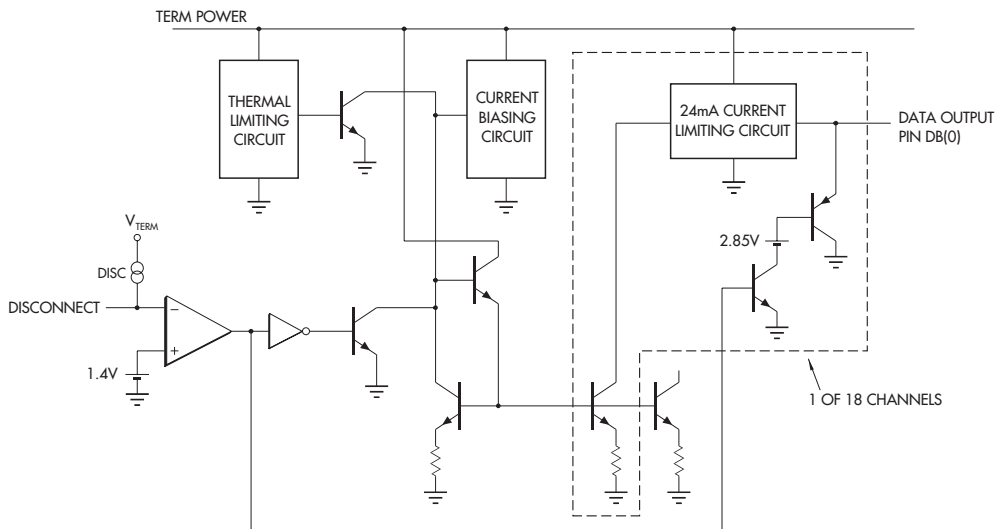 TERM POWER
THERMAL
LIMITING
CIRCUIT
CURRENT
BIASING
CIRCUIT
24mA CURRENT
LIMITING CIRCUIT
DATA OUTPUT
PIN DB(0)
VTERM
DISC
DISCONNECT
2.85V
−
+
1.4V
1 OF 18 CHANNELS